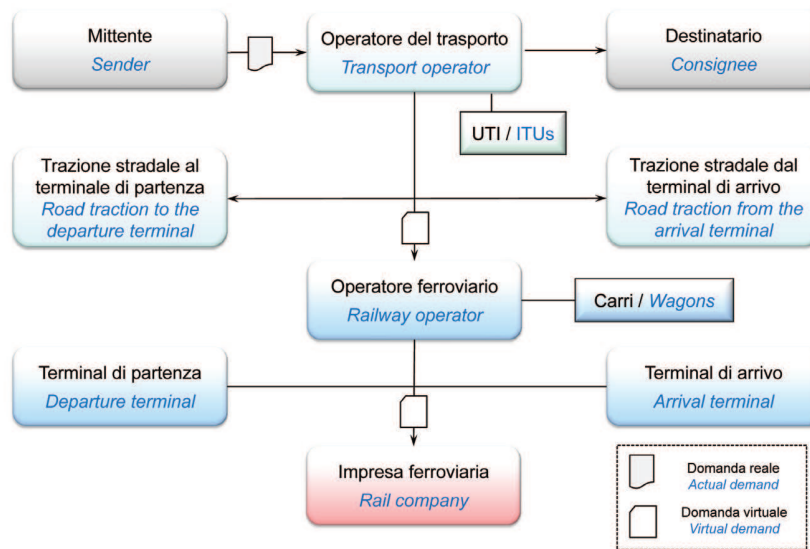 Mittente
Sender
Operatore del trasporto
Transport operator
Destinatario
Consignee
UTI / ITUs
Trazione stradale al
terminale di partenza
Road traction to the
departure terminal
Trazione stradale dal
terminal di arrivo
Road traction from the
arrival terminal
Operatore ferroviario
Railway operator
Carri / Wagons
Terminal di partenza
Departure terminal
Terminal di arrivo
Arrival terminal
Impresa ferroviaria
Rail company
Domanda reale
Actual demand
Domanda virtuale
Virtual demand